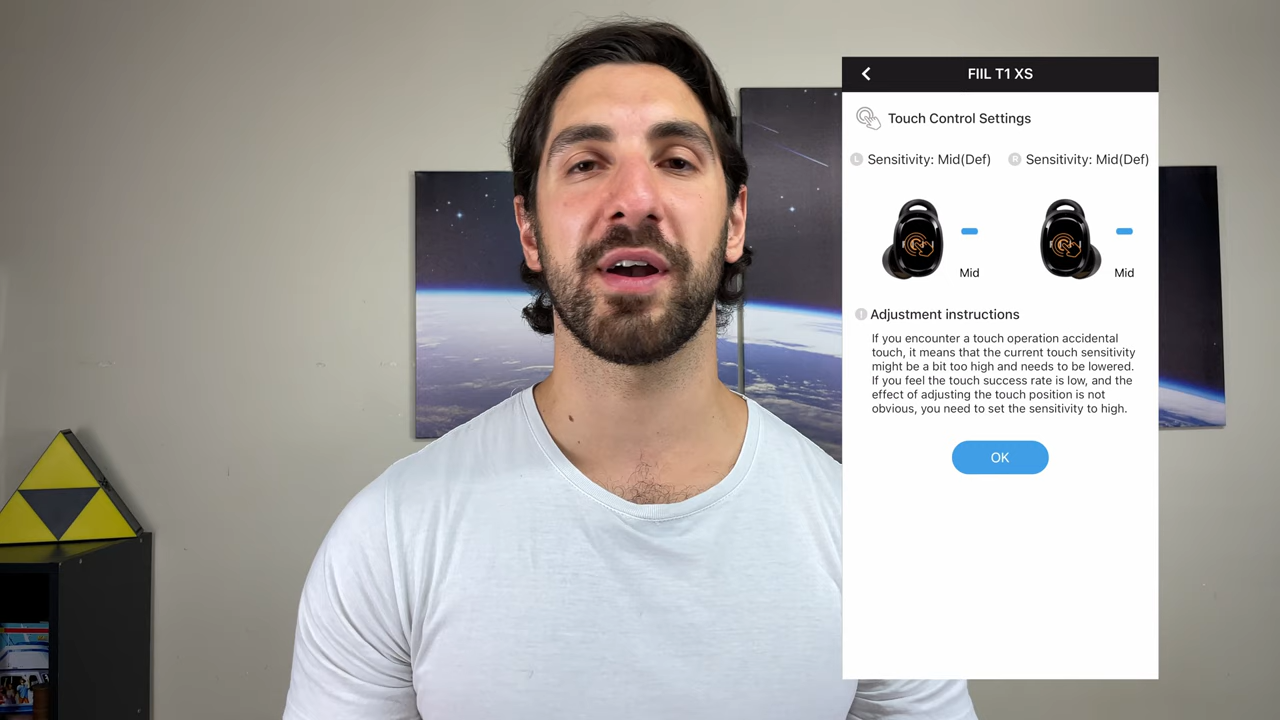 FIIL T1 XS
Touch Control Settings
L Sensitivity: Mid(Def)
R Sensitivity: Mid(Def)
Mid
Mid
Adjustment instructions
If you encounter a touch operation accidental
touch, it means that the current touch sensitivity
might be a bit too high and needs to be lowered.
If you feel the touch success rate is low, and the
effect of adjusting the touch position is not
obvious, you need to set the sensitivity to high.
OK